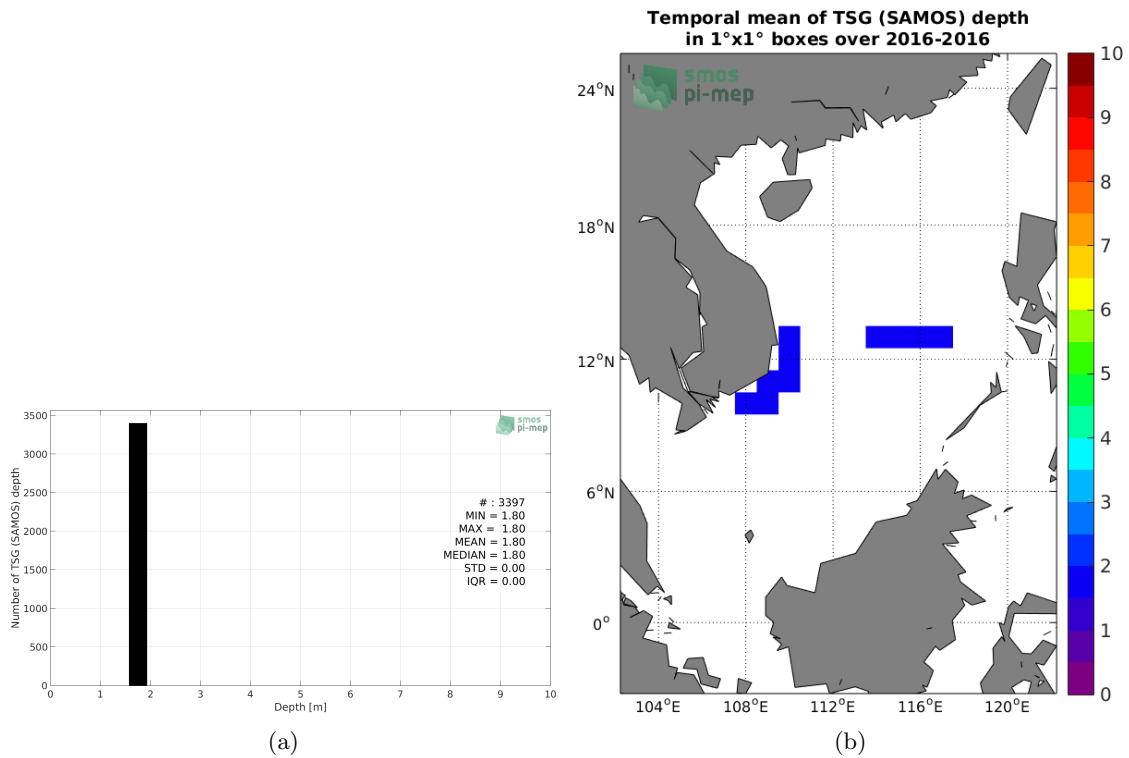 Temporal mean of TSG (SAMOS) depth
in 1°x1° boxes over 2016-2016
smos
pi-mep
24°N
18°N
12°N
6°N
0°
104°E
108°E
112°E
116°E
120°E
10
9
8
7
6
5
4
3
2
1
0
Number of TSG (SAMOS) depth
3500
3000
2500
2000
1500
1000
500
0
smos
pi-mep
# : 3397
MIN = 1.80
MAX = 1.80
MEAN = 1.80
MEDIAN = 1.80
STD = 0.00
IQR = 0.00
0 1 2 3 4 5 6 7 8 9 10
Depth [m]
(a)
(b)